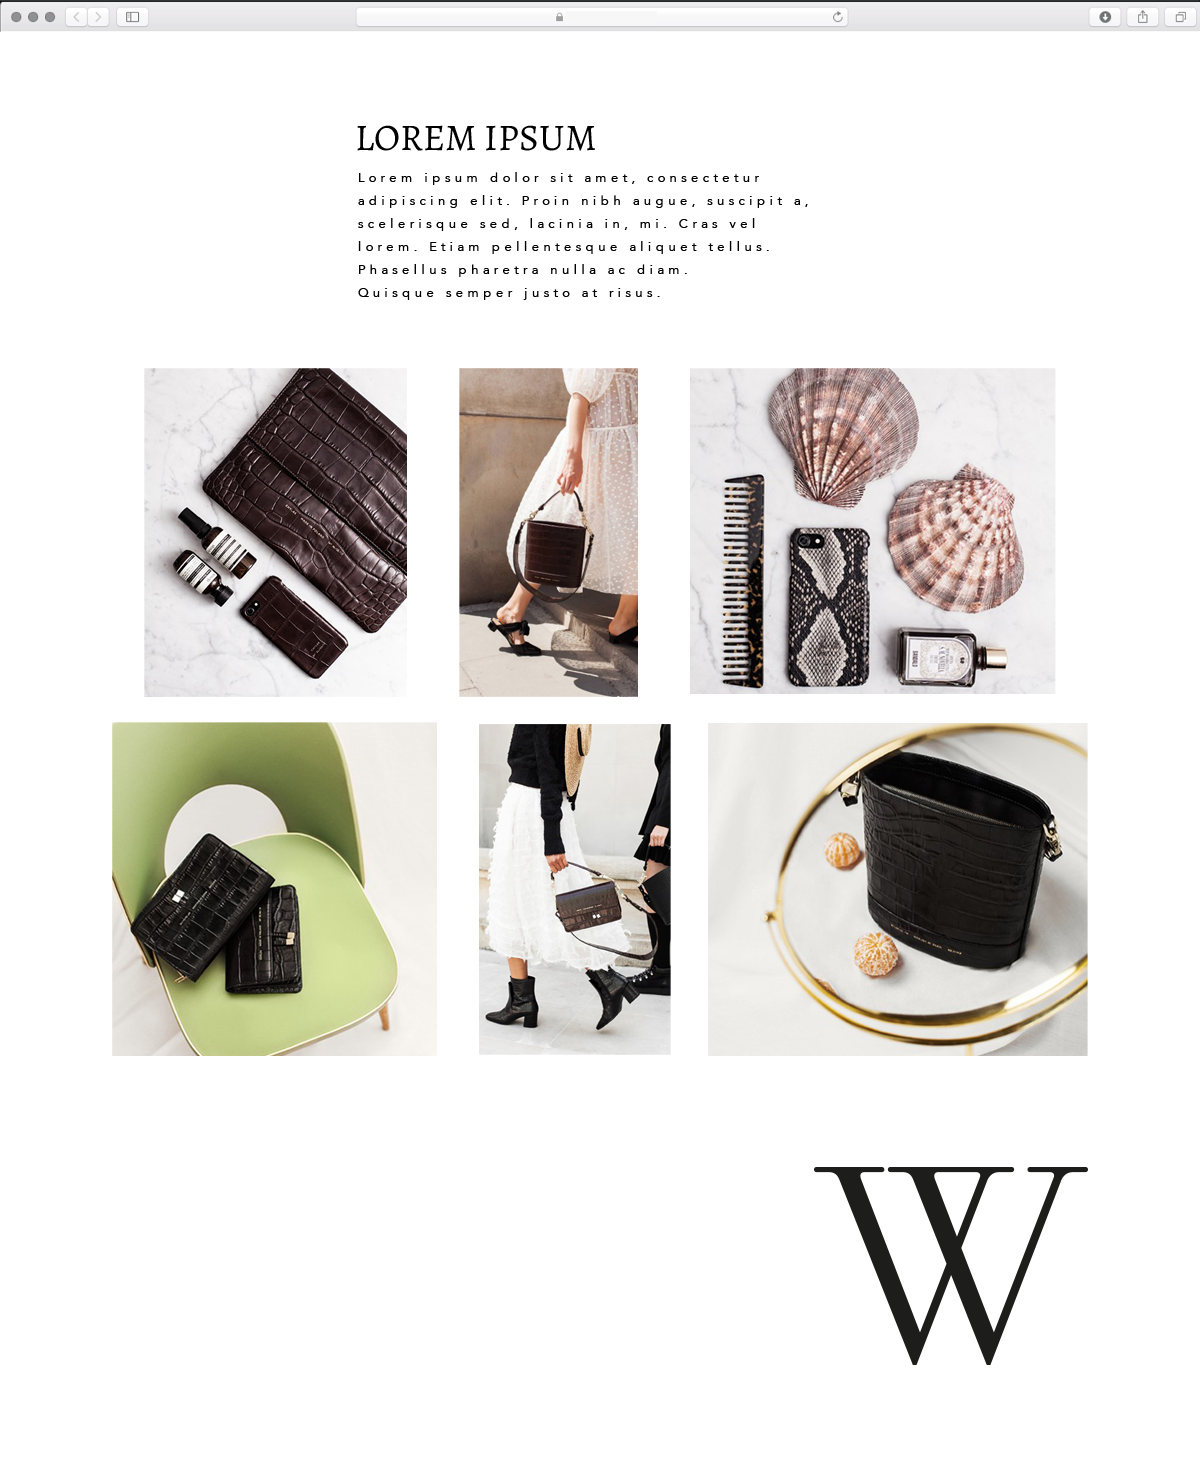 LOREM IPSUM
Lorem ipsum dolor sit amet, consectetur
adipiscing elit. Proin nibh augue, suscipit a,
scelerisque sed, lacinia in, mi. Cras vel
lorem. Etiam pellentesque aliquet tellus.
Phasellus pharetra nulla ac diam.
Quisque semper justo at risus.
W